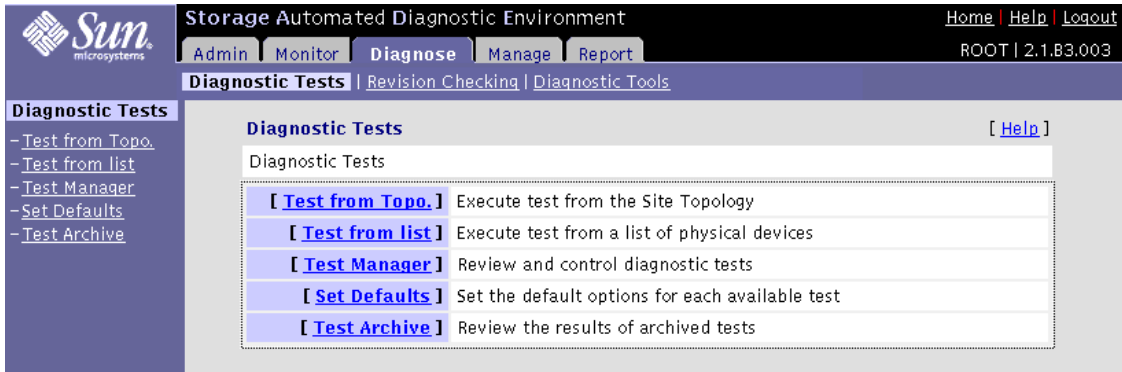 Sun
microsystems
Storage Automated Diagnostic Environment
Home | Help | Logout
Admin Monitor Diagnose Manage Report
ROOT | 2.1.B3.003
Diagnostic Tests | Revision Checking | Diagnostic Tools
Diagnostic Tests
– Test from Topo.
– Test from list
– Test Manager
– Set Defaults
– Test Archive
Diagnostic Tests [ Help ]
Diagnostic Tests
[ Test from Topo. ] Execute test from the Site Topology
[ Test from list ] Execute test from a list of physical devices
[ Test Manager ] Review and control diagnostic tests
[ Set Defaults ] Set the default options for each available test
[ Test Archive ] Review the results of archived tests